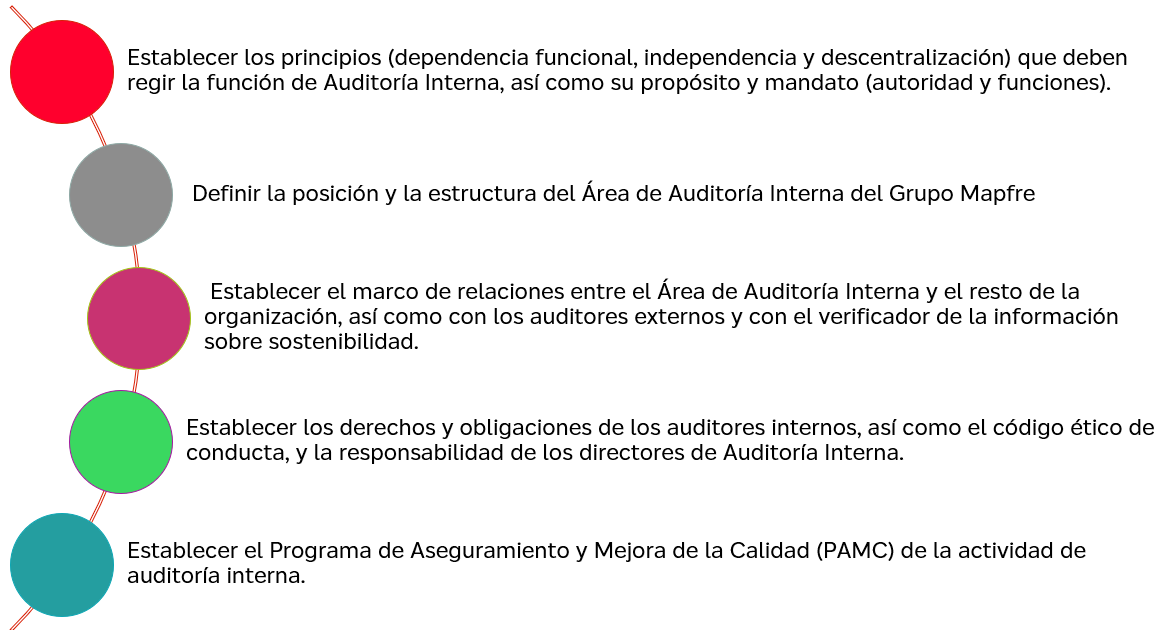 Establecer los principios (dependencia funcional, independencia y descentralización) que deben
regir la función de Auditoría Interna, así como su propósito y mandato (autoridad y funciones).
Definir la posición y la estructura del Área de Auditoría Interna del Grupo Mapfre
Establecer el marco de relaciones entre el Área de Auditoría Interna y el resto de la
organización, así como con los auditores externos y con el verificador de la información
sobre sostenibilidad.
Establecer los derechos y obligaciones de los auditores internos, así como el código ético de
conducta, y la responsabilidad de los directores de Auditoría Interna.
Establecer el Programa de Aseguramiento y Mejora de la Calidad (PAMC) de la actividad de
auditoría interna.